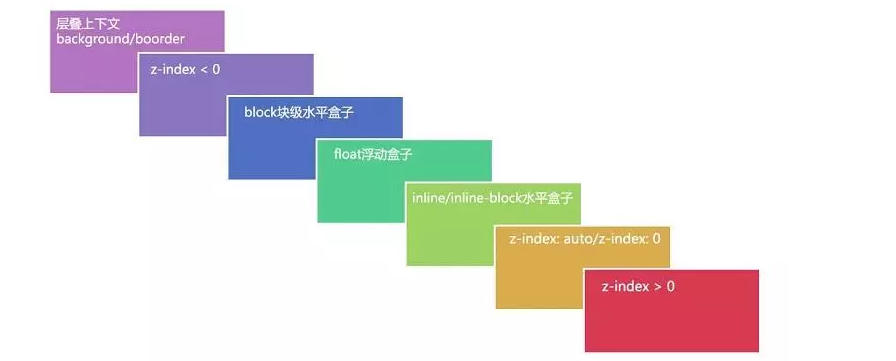 层叠上下文
background/boorder
z-index < 0
block块级水平盒子
float浮动盒子
inline/inline-block水平盒子
z-index: auto/z-index: 0
z-index > 0